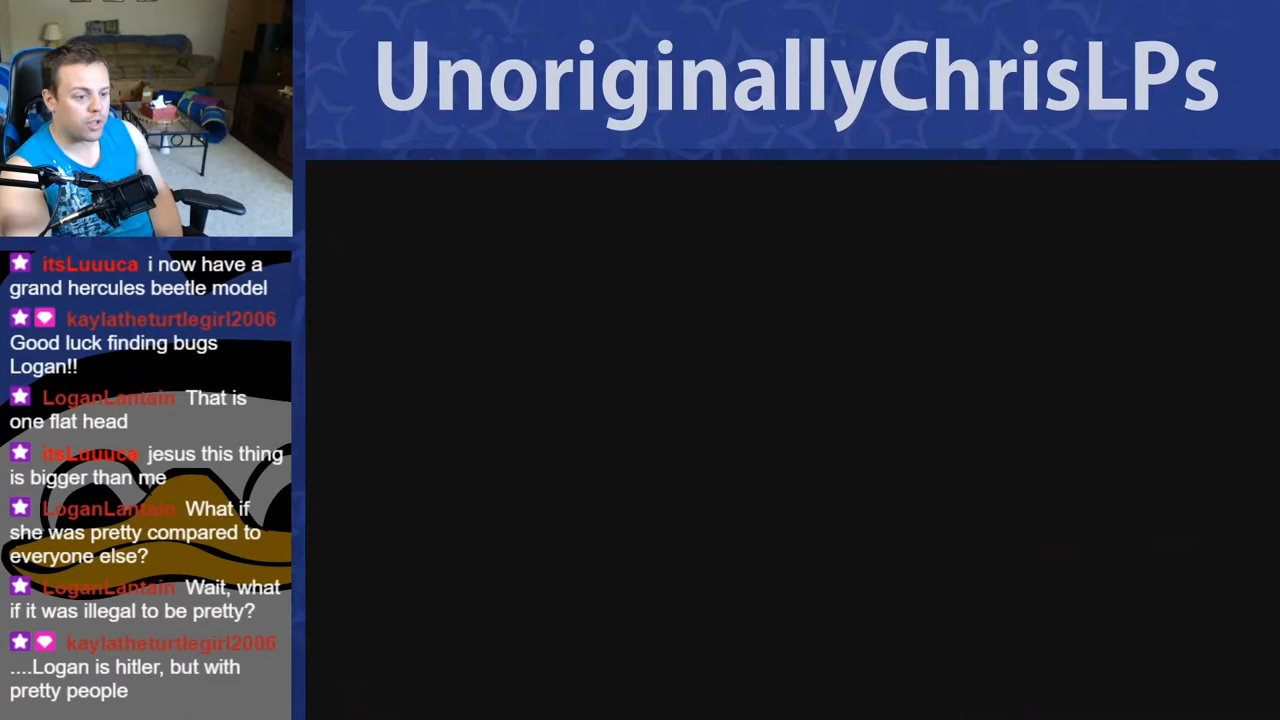 UnoriginallyChrisLPs
itsLuuuca i now have a
grand hercules beetle model
kaylatheturtlegirl2006
Good luck finding bugs
Logan!!
LoganLantain That is
one flat head
itsLuuuca jesus this thing
is bigger than me
LoganLantain What if
she was pretty compared to
everyone else?
LoganLantain Wait, what
if it was illegal to be pretty?
kaylatheturtlegirl2006
....Logan is hitler, but with
pretty people